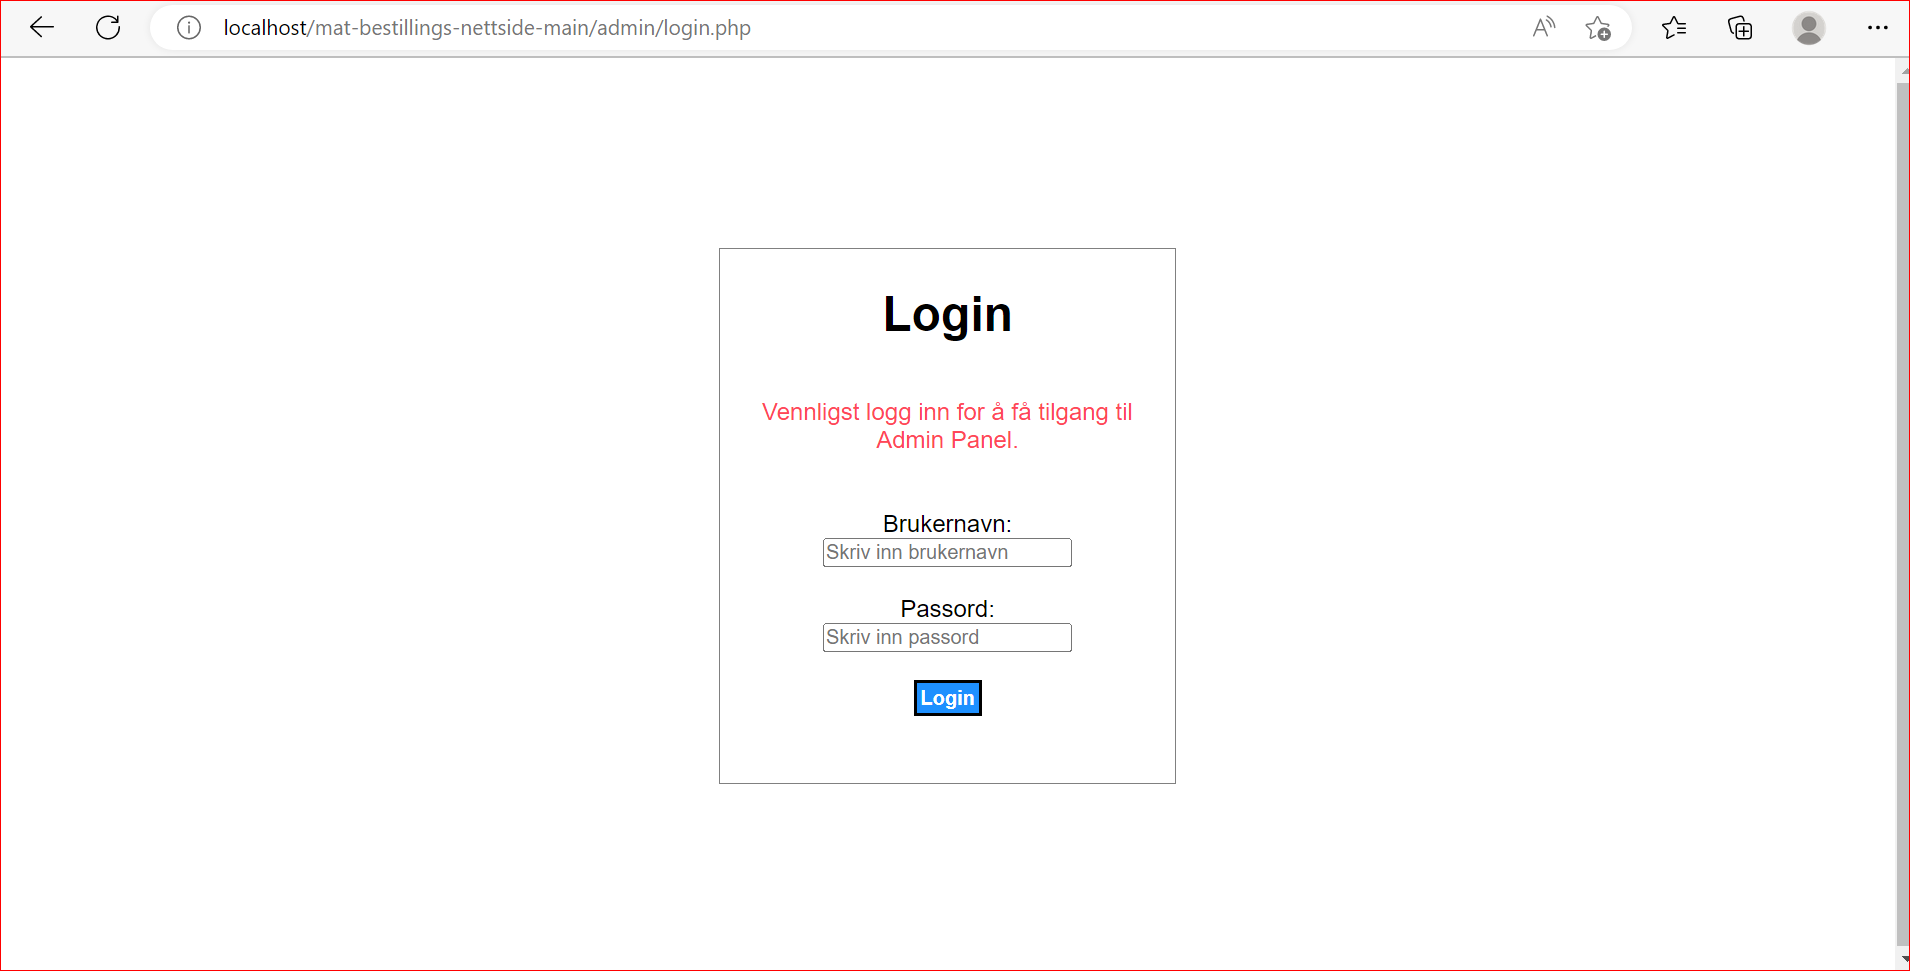 localhost/mat-bestillings-nettside-main/admin/login.php
Login
Vennligst logg inn for å få tilgang til
Admin Panel.
Brukernavn:
Skriv inn brukernavn
Passord:
Skriv inn passord
Login